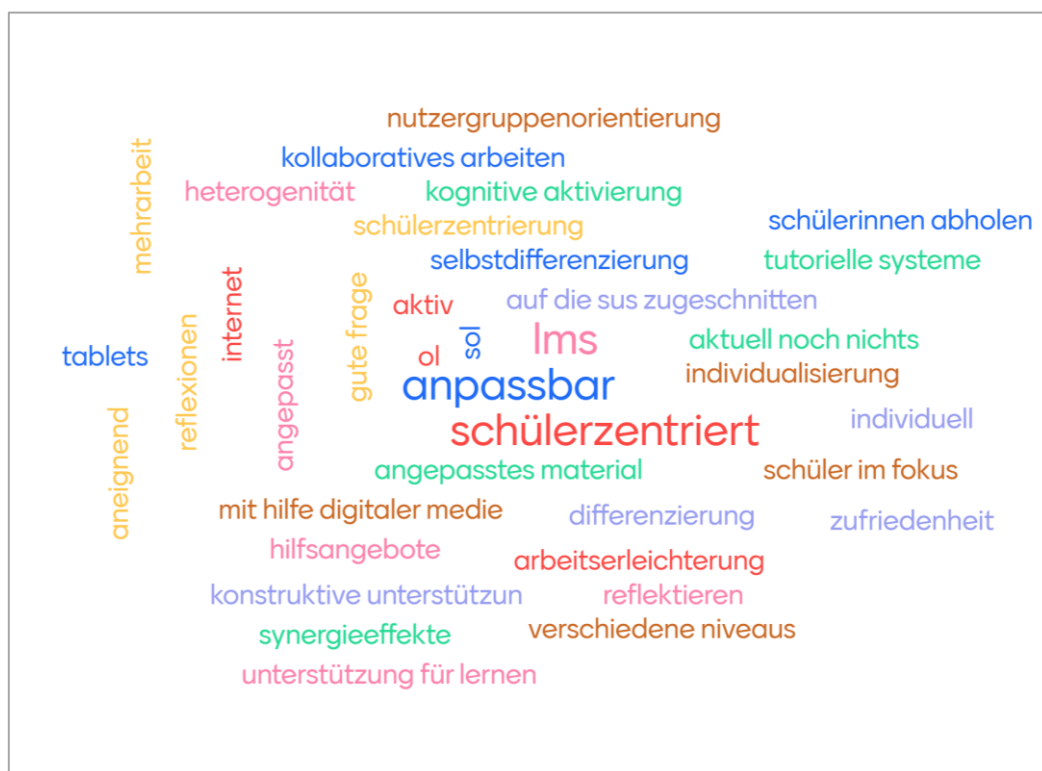 nutzergruppenorientierung
kollaboratives arbeiten
mehrarbeit
heterogenität
kognitive aktivierung
schülerzentrierung
schülerinnen abholen
selbstdifferenzierung
tutorielle systeme
internet
gute frage
aktiv
auf die sus zugeschnitten
reflexionen
sol
lms
aktuell noch nichts
tablets
angepasst
ol
anpassbar
individualisierung
aneignend
schülerzentriert
individuell
angepasstes material
schüler im fokus
mit hilfe digitaler medie
differenzierung
zufriedenheit
hilfsangebote
arbeitserleichterung
konstruktive unterstützun
reflektieren
synergieeffekte
verschiedene niveaus
unterstützung für lernen